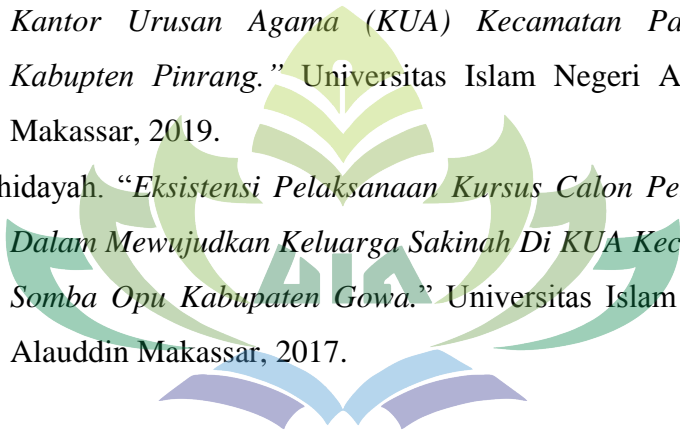 Kantor Urusan Agama (KUA) Kecamatan Pa
Kabupten Pinrang.” Universitas Islam Negeri A
Makassar, 2019.
hidayah. “Eksistensi Pelaksanaan Kursus Calon Pe
Dalam Mewujudkan Keluarga Sakinah Di KUA Kec
Somba Opu Kabupaten Gowa.” Universitas Islam
Alauddin Makassar, 2017.